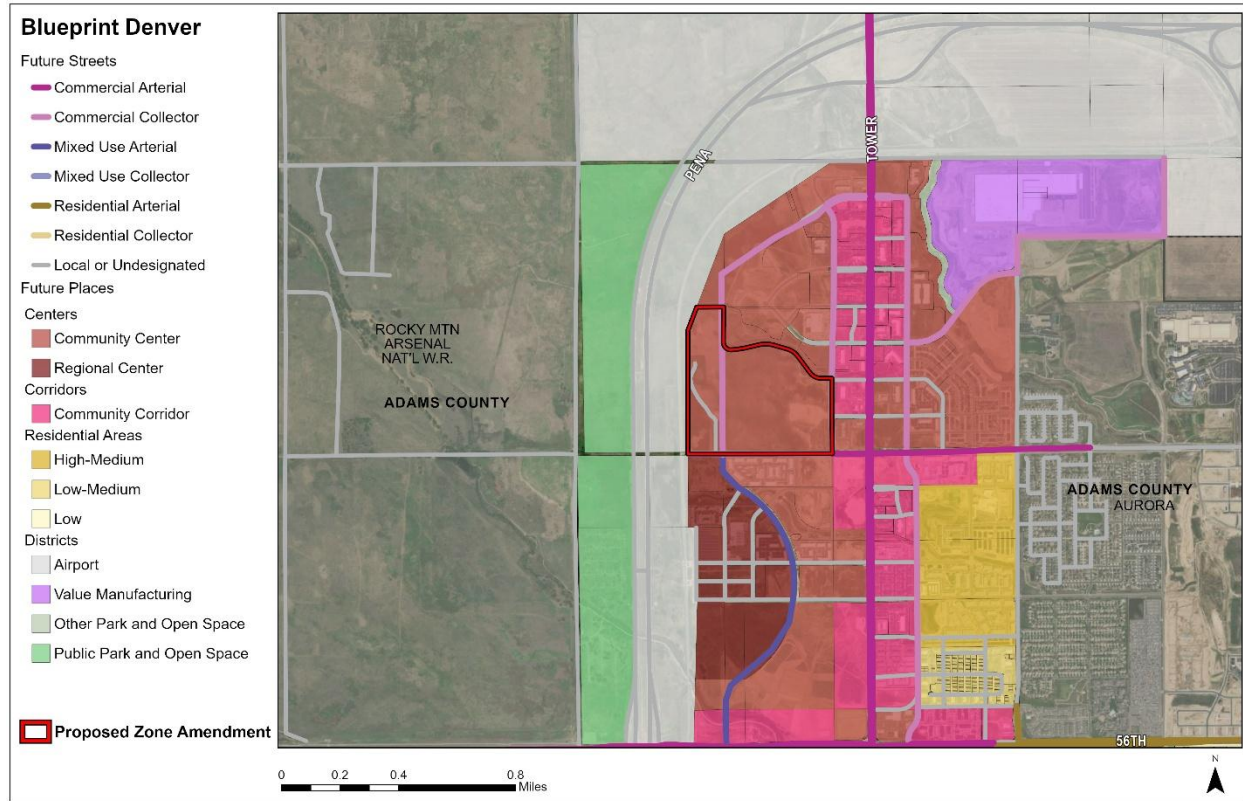 Blueprint Denver
Future Streets
Commercial Arterial
Commercial Collector
Mixed Use Arterial
Mixed Use Collector
Residential Arterial
Residential Collector
Local or Undesignated
Future Places
Centers
Community Center
Regional Center
Corridors
Community Corridor
Residential Areas
High-Medium
Low-Medium
Low
Districts
Airport
Value Manufacturing
Other Park and Open Space
Public Park and Open Space
Proposed Zone Amendment
PENA
TOWER
ROCKY MTN
ARSENAL
NAT'L W.R.
ADAMS COUNTY
ADAMS COUNTY
AURORA
56TH
0 0.2 0.4 0.8
Miles
N